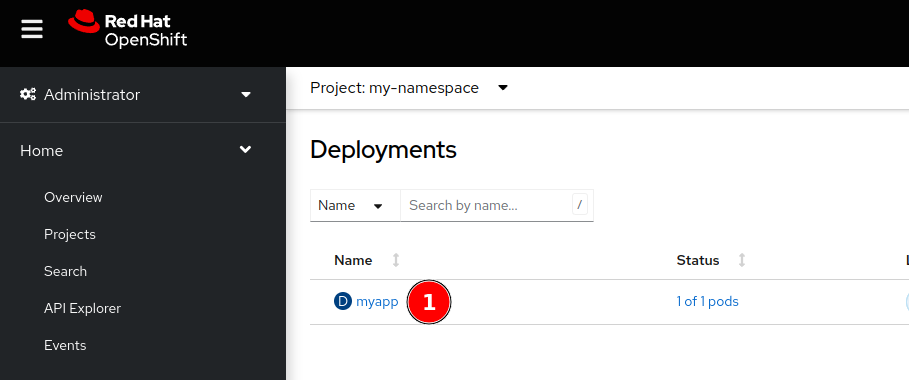 Red Hat
OpenShift
Administrator
Home
Overview
Projects
Search
API Explorer
Events
Project: my-namespace
Deployments
Name Search by name... /
Name Status
D myapp 1 1 of 1 pods